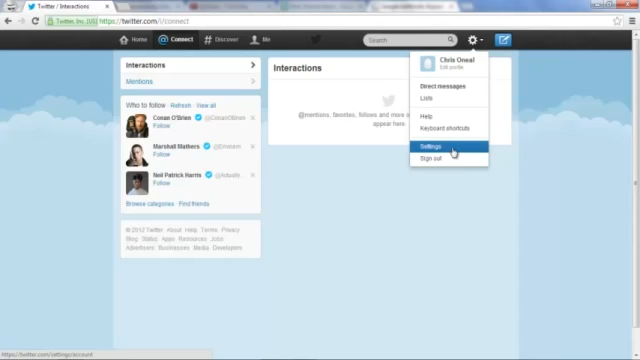 Twitter / Interactions
Twitter, Inc. [US] https://twitter.com/i/connect
Home
Connect
Discover
Me
Search
Interactions
Mentions
Who to follow · Refresh · View all
Conan O'Brien @ConanOBrien
Follow
Marshall Mathers @Eminem
Follow
Neil Patrick Harris @Actually
Follow
Browse categories · Find friends
© 2012 Twitter About Help Terms Privacy
Blog Status Apps Resources Jobs
Advertisers Businesses Media Developers
Interactions
@mentions, favorites, follows and more
appear here
Chris Oneal
Edit profile
Direct messages
Lists
Help
Keyboard shortcuts
Settings
Sign out
https://twitter.com/settings/account